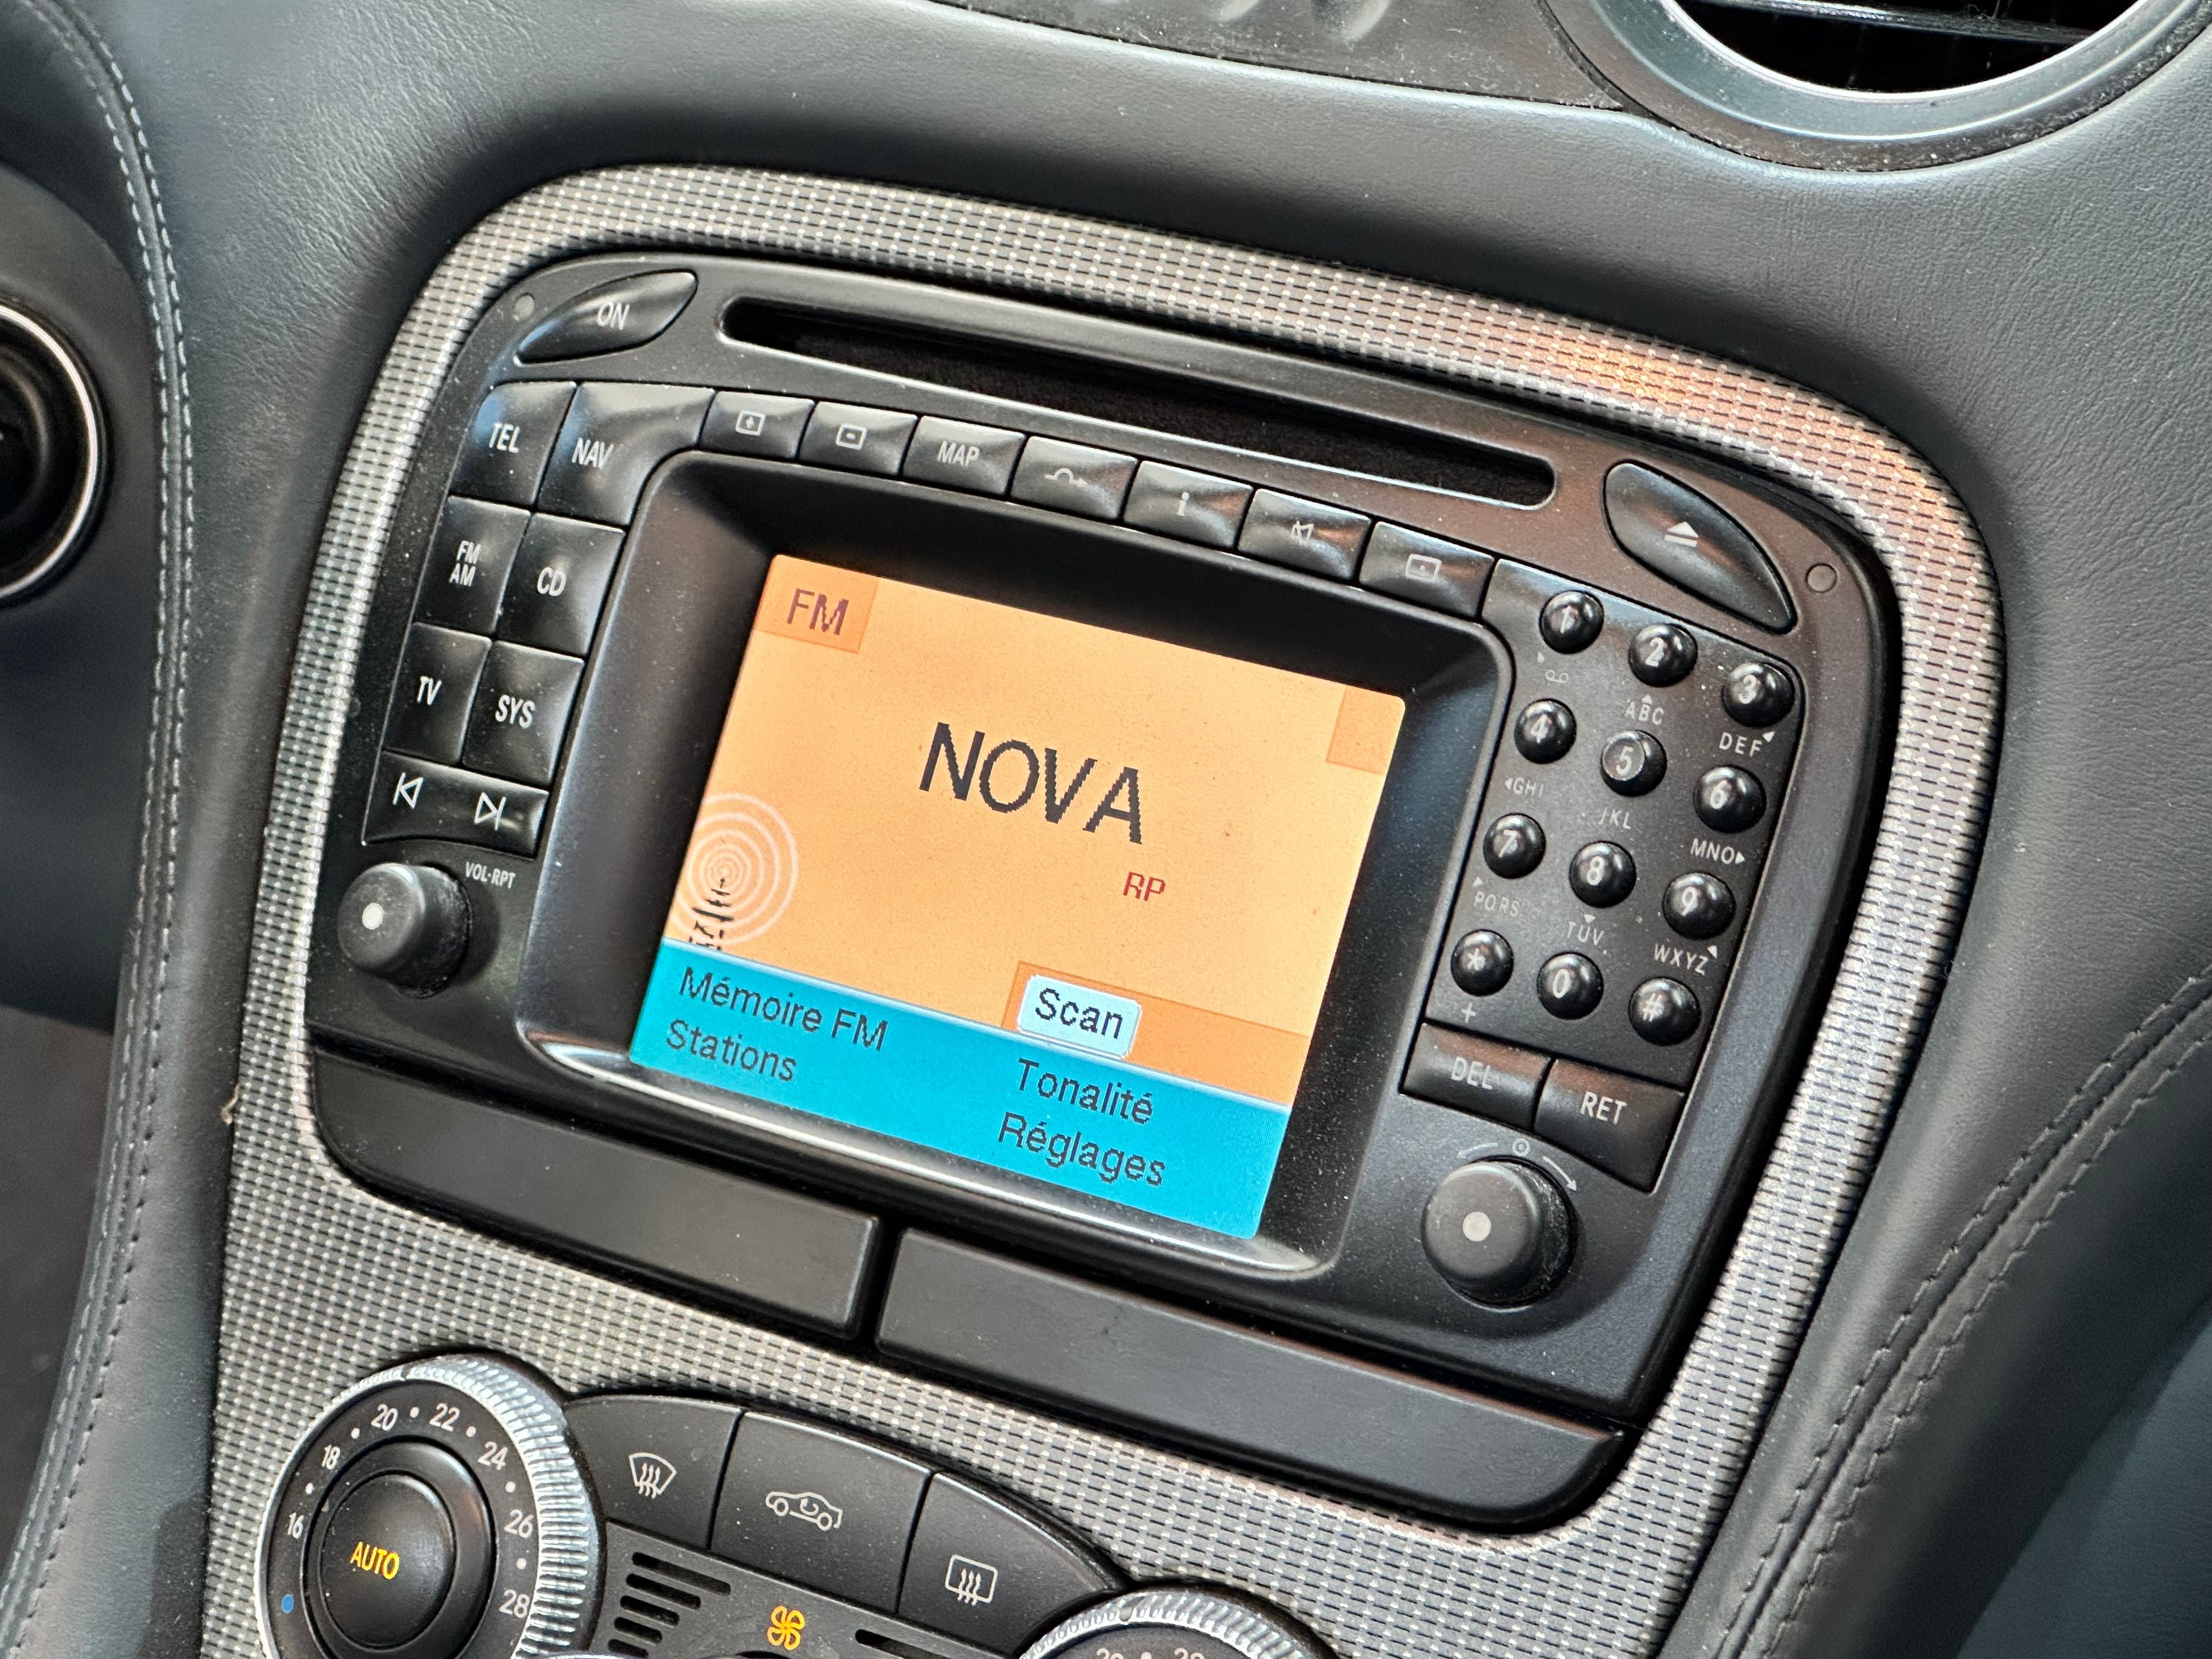 ON
TEL
NAV
MAP
i
FM
AM
CD
TV
SYS
VOL·RPT
FM
NOVA
RP
Scan
Mémoire FM
Stations
Tonalité
Réglages
1
2
3
ABC
DEF
4
5
6
GHI
JKL
MNO
7
8
9
PQRS
TUV
WXYZ
*
0
#
+
DEL
RET
16
18
20
22
24
26
28
AUTO
20
22